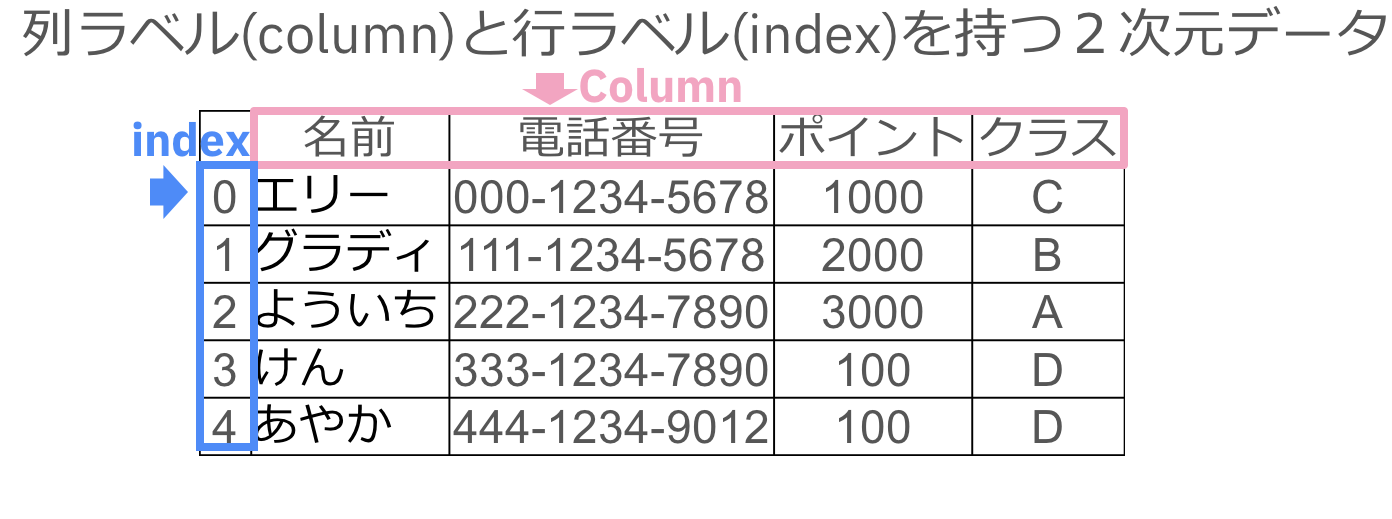 列ラベル(column)と行ラベル(index)を持つ２次元データ
Column
index 名前 電話番号 ポイント クラス
0 エリー 000-1234-5678 1000 C
1 グラディ 111-1234-5678 2000 B
2 よういち 222-1234-7890 3000 A
3 けん 333-1234-7890 100 D
4 あやか 444-1234-9012 100 D